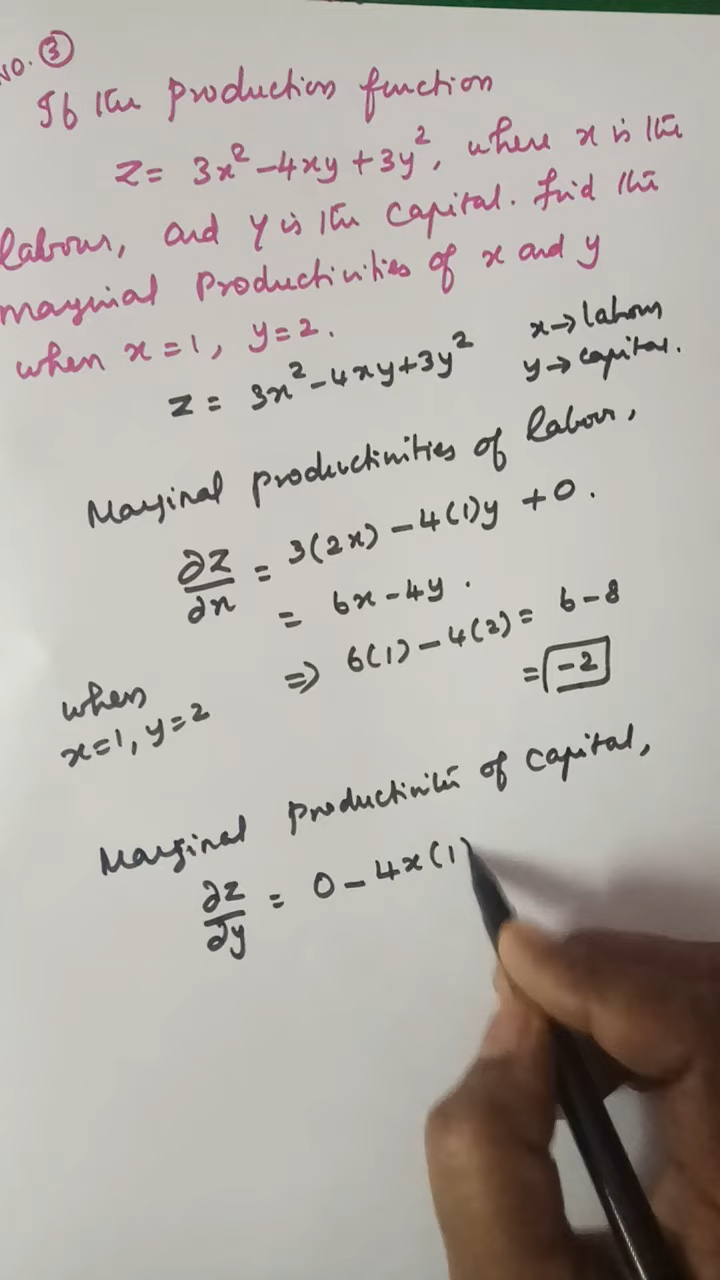 NO. ③
If the production function
Z = 3x² - 4xy + 3y², where x is the
labour, and y is the capital. Find the
marginal productivities of x and y
when x = 1, y = 2.
Z = 3x² - 4xy + 3y²
x → labour
y → capital.
Marginal productivities of labour,
∂z/∂x = 3(2x) - 4(1)y + 0.
= 6x - 4y.
when x=1, y=2 ⇒ 6(1) - 4(2) = 6 - 8
= -2
Marginal productivities of capital,
∂z/∂y = 0 - 4x(1)